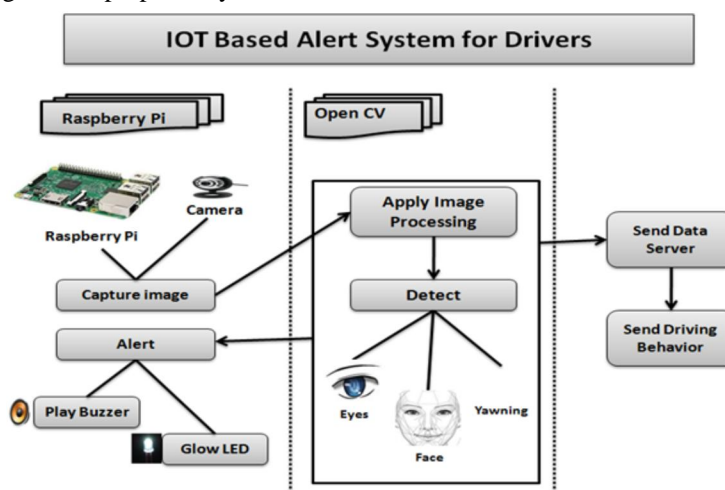 IOT Based Alert System for Drivers
Raspberry Pi
Open CV
Camera
Raspberry Pi
Capture image
Alert
Play Buzzer
Glow LED
Apply Image
Processing
Detect
Eyes
Yawning
Face
Send Data
Server
Send Driving
Behavior